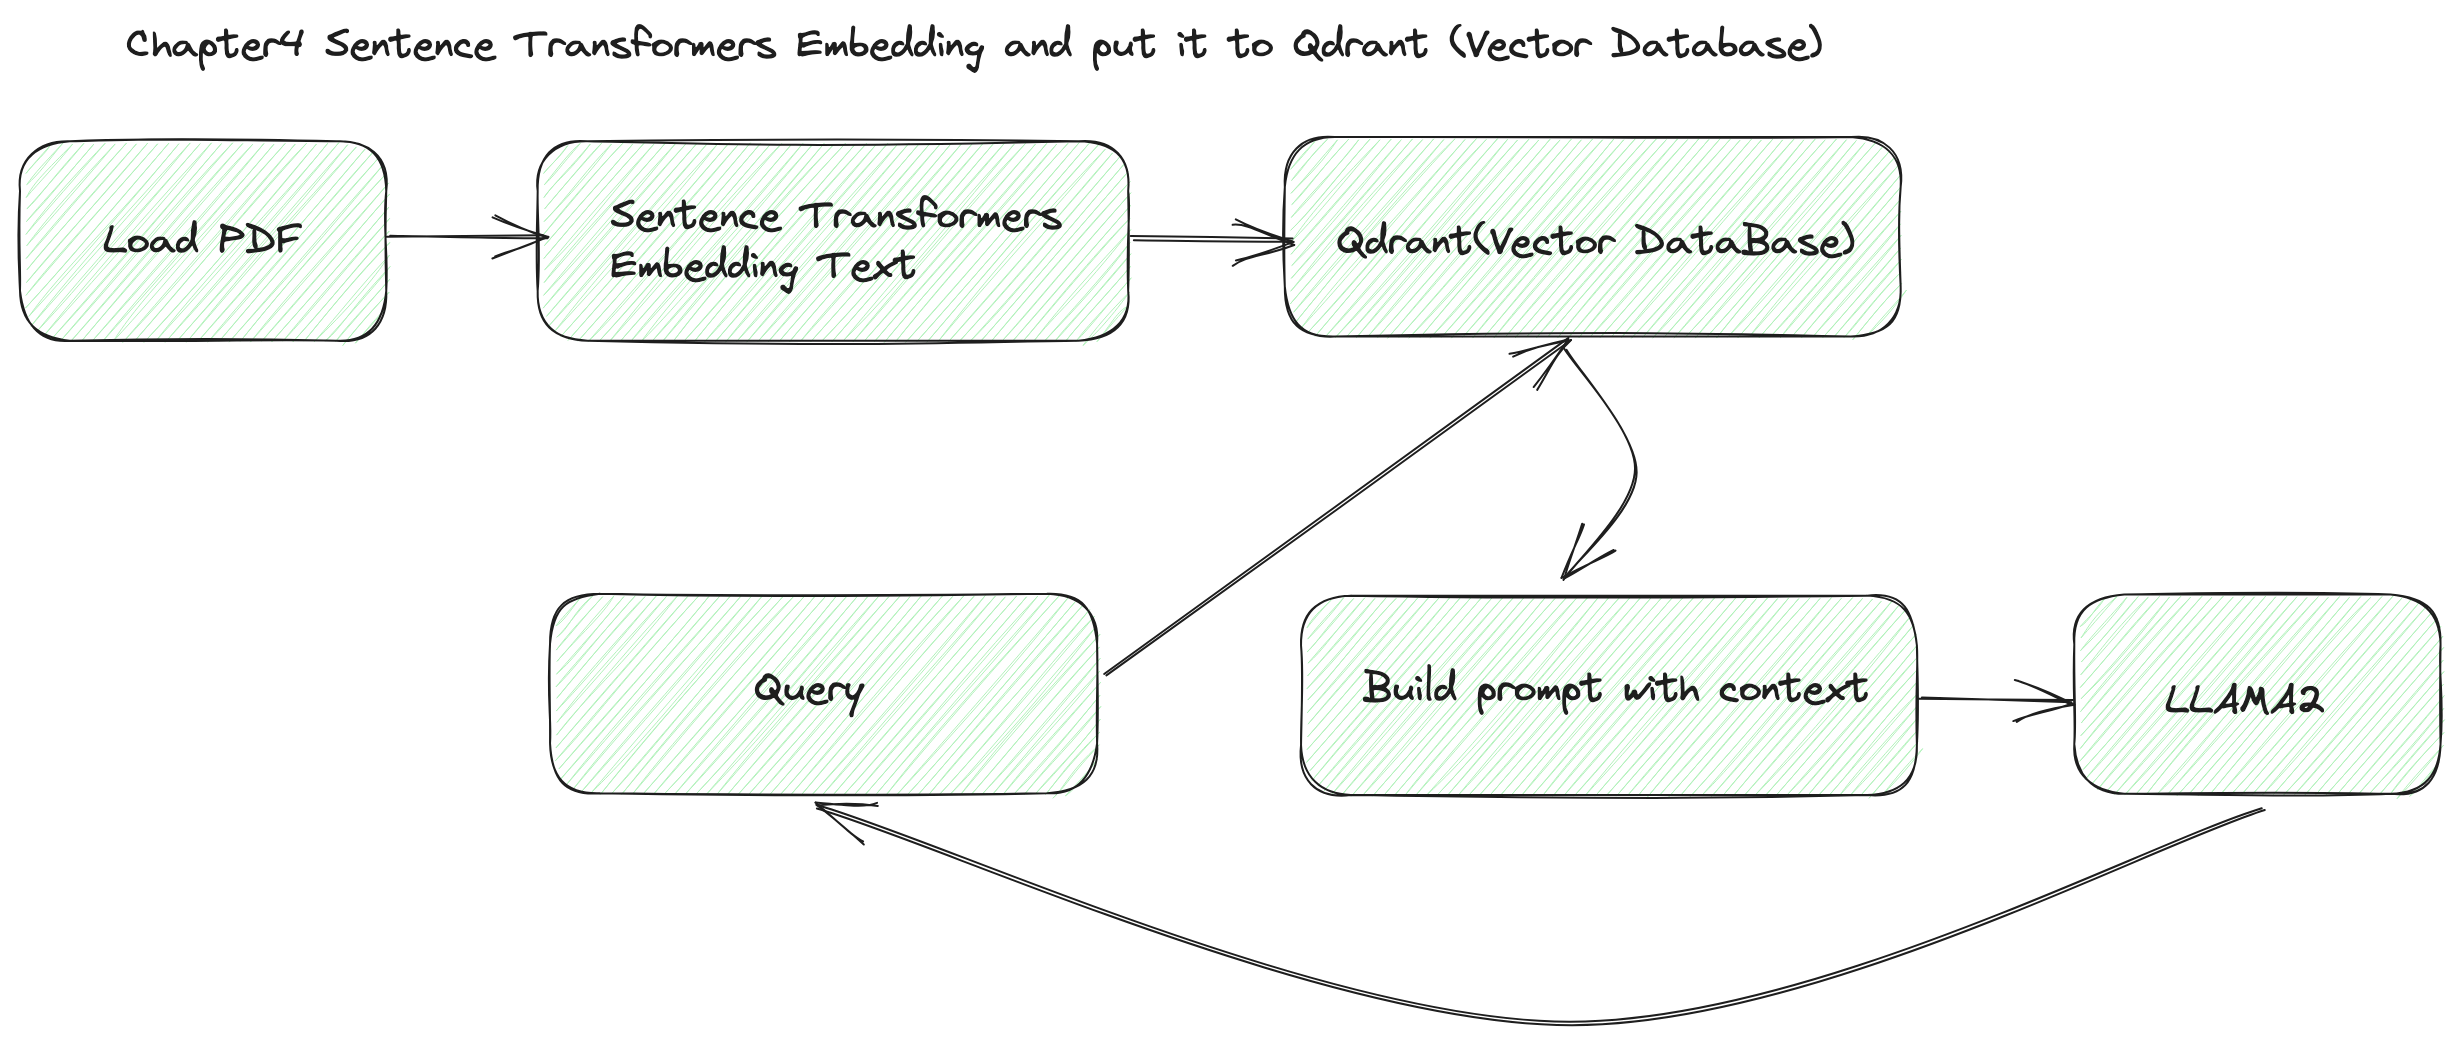 Chapter4 Sentence Transformers Embedding and put it to Qdrant (Vector Database)
Load PDF
Sentence Transformers
Embedding Text
Qdrant(Vector DataBase)
Query
Build prompt with context
LLAMA2